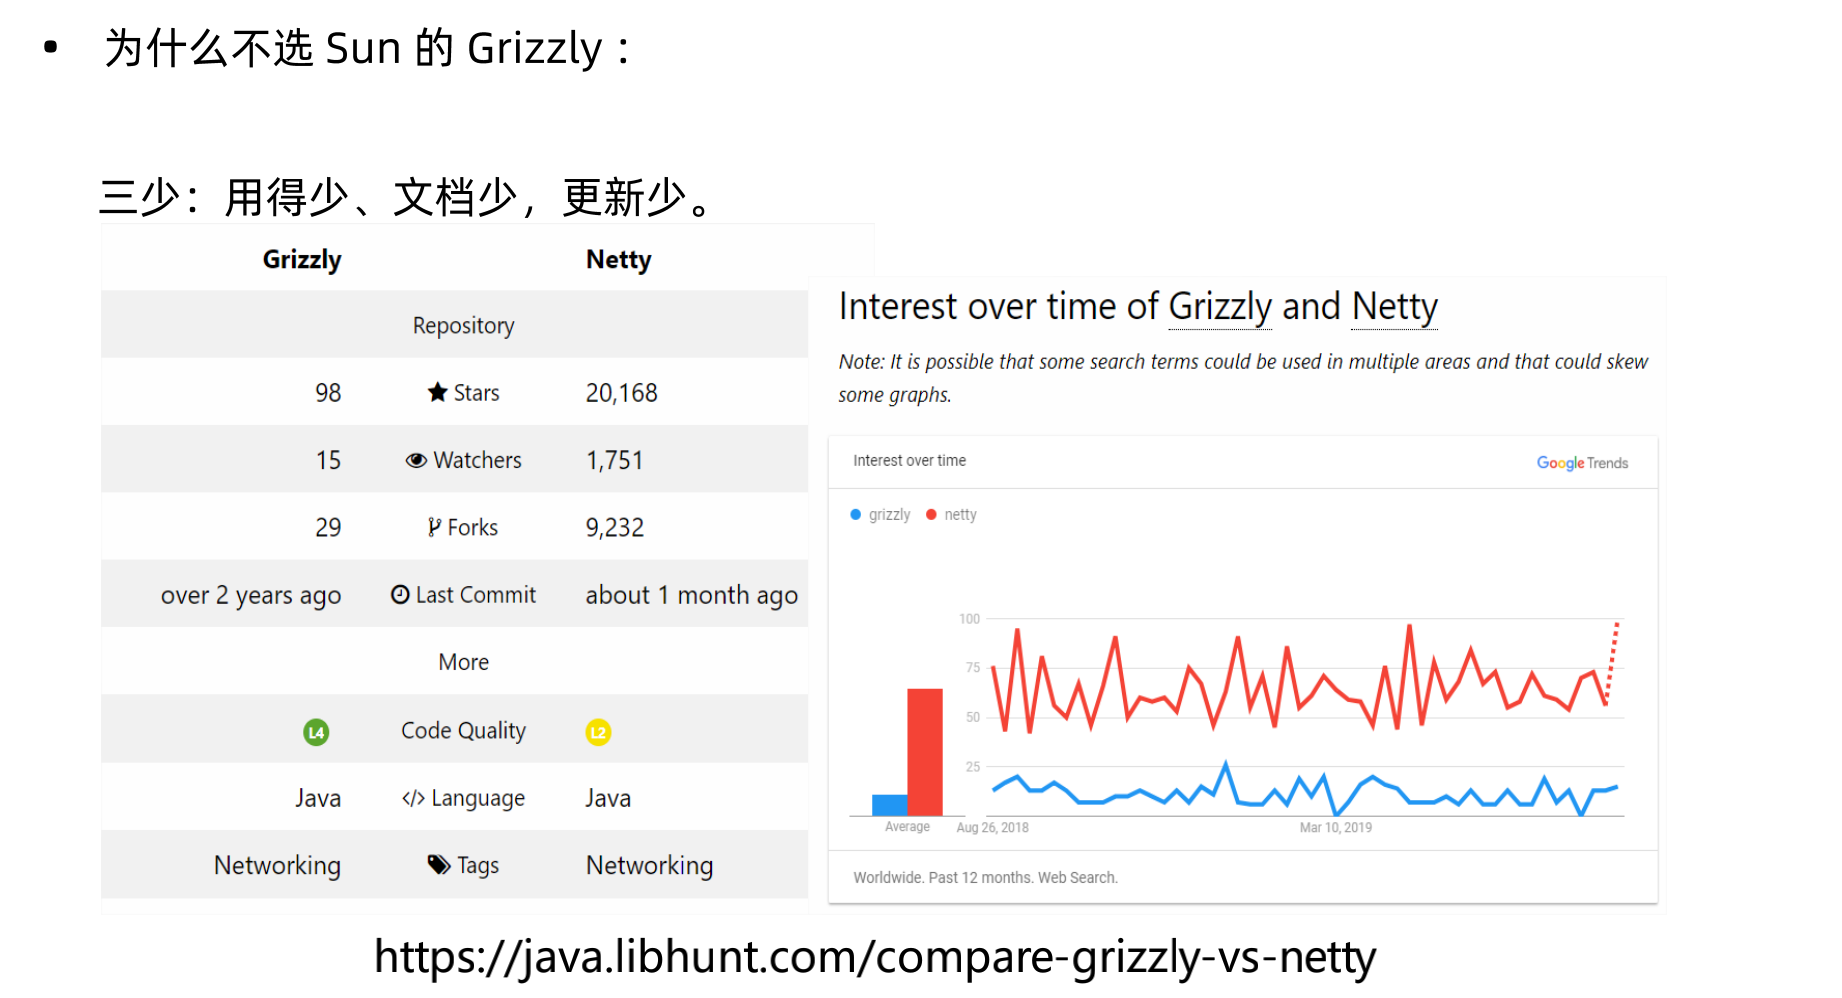 • 为什么不选 Sun 的 Grizzly：
三少：用得少、文档少，更新少。
Grizzly Netty
Repository
98 Stars 20,168
15 Watchers 1,751
29 Forks 9,232
over 2 years ago Last Commit about 1 month ago
More
L4 Code Quality L2
Java </> Language Java
Networking Tags Networking
Interest over time of Grizzly and Netty
Note: It is possible that some search terms could be used in multiple areas and that could skew
some graphs.
Interest over time Google Trends
grizzly netty
100
75
50
25
Average Aug 26, 2018 Mar 10, 2019
Worldwide. Past 12 months. Web Search.
https://java.libhunt.com/compare-grizzly-vs-netty